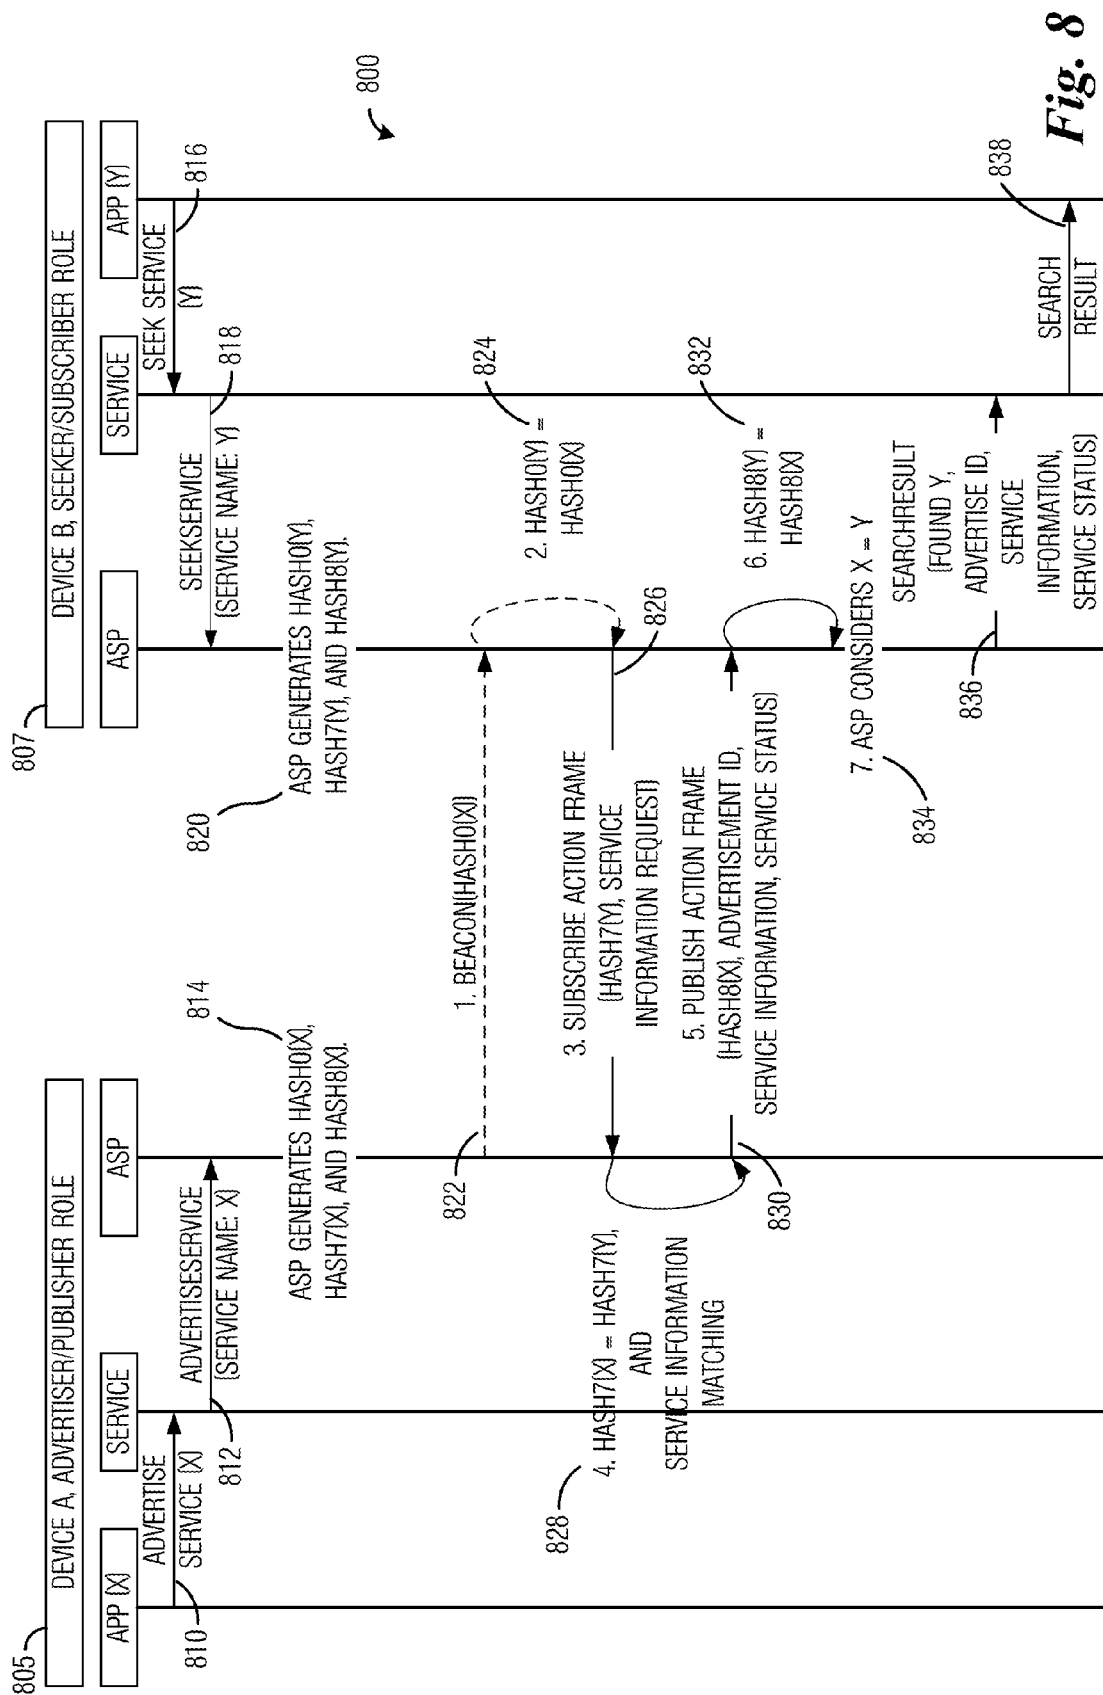 805
DEVICE A, ADVERTISER/PUBLISHER ROLE
807
DEVICE B, SEEKER/SUBSCRIBER ROLE
APP (X)
SERVICE
ASP
ASP
SERVICE
APP (Y)
800
810
ADVERTISE
SERVICE (X)
812
ADVERTISESERVICE
(SERVICE NAME: X)
814
ASP GENERATES HASH0(X),
HASH7(X), AND HASH8(X).
SEEK SERVICE
(Y)
816
SEEKSERVICE
(SERVICE NAME: Y)
818
820
ASP GENERATES HASH0(Y),
HASH7(Y), AND HASH8(Y).
822
1. BEACON(HASH0(X))
2. HASH0(Y) =
HASH0(X)
824
3. SUBSCRIBE ACTION FRAME
(HASH7(Y), SERVICE
INFORMATION REQUEST)
826
828
4. HASH7(X) = HASH7(Y),
AND
SERVICE INFORMATION
MATCHING
830
5. PUBLISH ACTION FRAME
(HASH8(X), ADVERTISEMENT ID,
SERVICE INFORMATION, SERVICE STATUS)
6. HASH8(Y) =
HASH8(X)
832
834
7. ASP CONSIDERS X = Y
836
SEARCHRESULT
(FOUND Y,
ADVERTISE ID,
SERVICE
INFORMATION,
SERVICE STATUS)
SEARCH
RESULT
838
Fig. 8